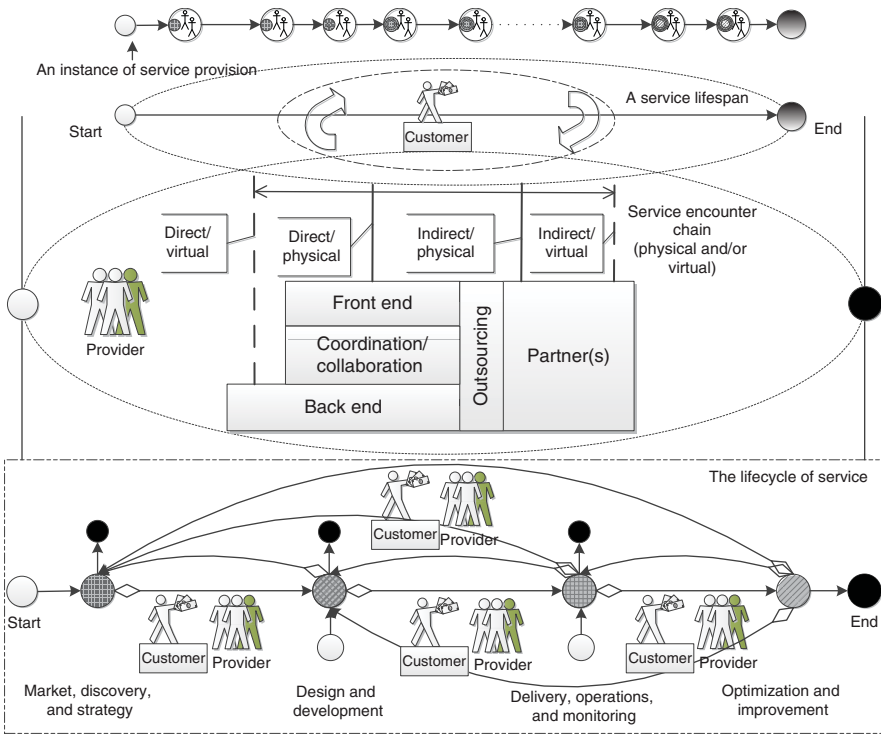 An instance of service provision
A service lifespan
Start
Customer
End
Direct/
virtual
Direct/
physical
Indirect/
physical
Indirect/
virtual
Service encounter
chain
(physical and/or
virtual)
Provider
Front end
Coordination/
collaboration
Back end
Outsourcing
Partner(s)
The lifecycle of service
Customer
Provider
Start
Customer
Provider
Customer
Provider
Customer
Provider
End
Market, discovery,
and strategy
Design and
development
Delivery, operations,
and monitoring
Optimization and
improvement